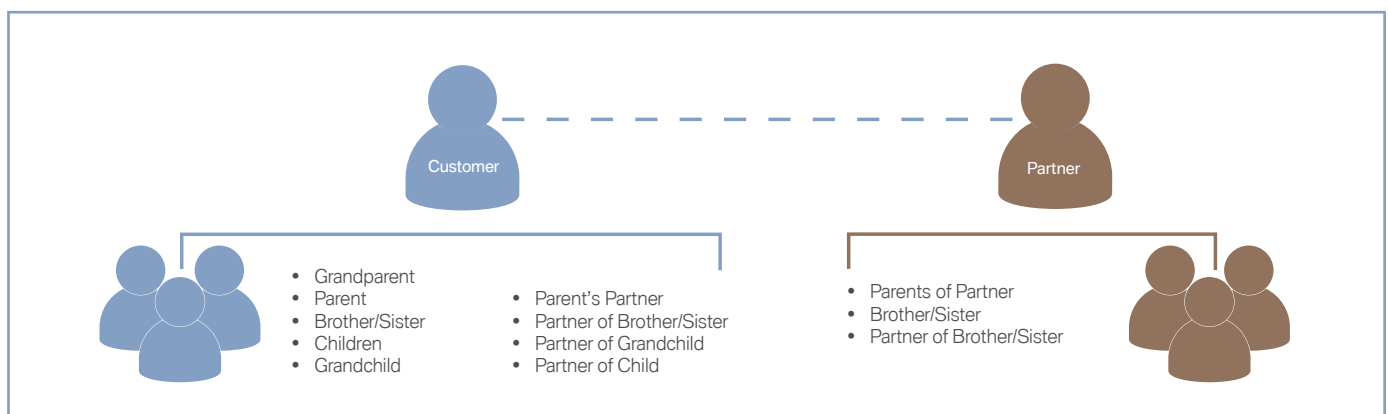 Customer
Partner
• Grandparent
• Parent
• Brother/Sister
• Children
• Grandchild
• Parent’s Partner
• Partner of Brother/Sister
• Partner of Grandchild
• Partner of Child
• Parents of Partner
• Brother/Sister
• Partner of Brother/Sister